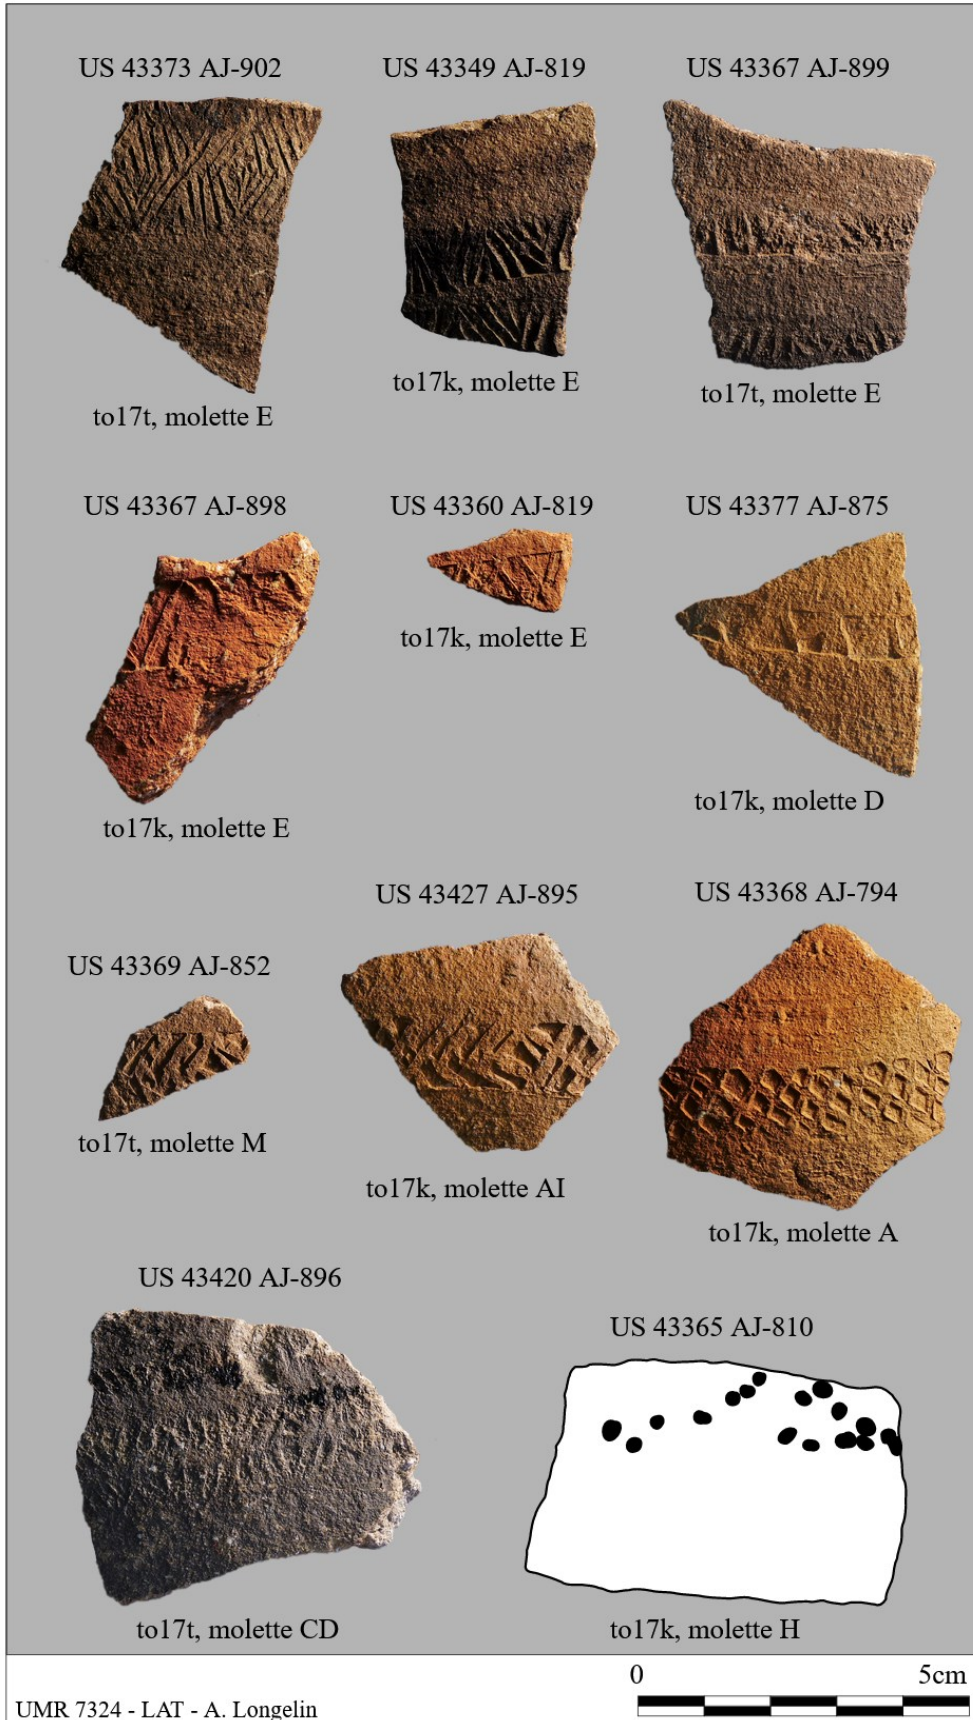 US 43373 AJ-902
US 43349 AJ-819
US 43367 AJ-899
to17t, molette E
to17k, molette E
to17t, molette E
US 43367 AJ-898
US 43360 AJ-819
US 43377 AJ-875
to17k, molette E
to17k, molette E
to17k, molette D
US 43369 AJ-852
US 43427 AJ-895
US 43368 AJ-794
to17t, molette M
to17k, molette AI
to17k, molette A
US 43420 AJ-896
US 43365 AJ-810
to17t, molette CD
to17k, molette H
0 5cm
UMR 7324 - LAT - A. Longelin